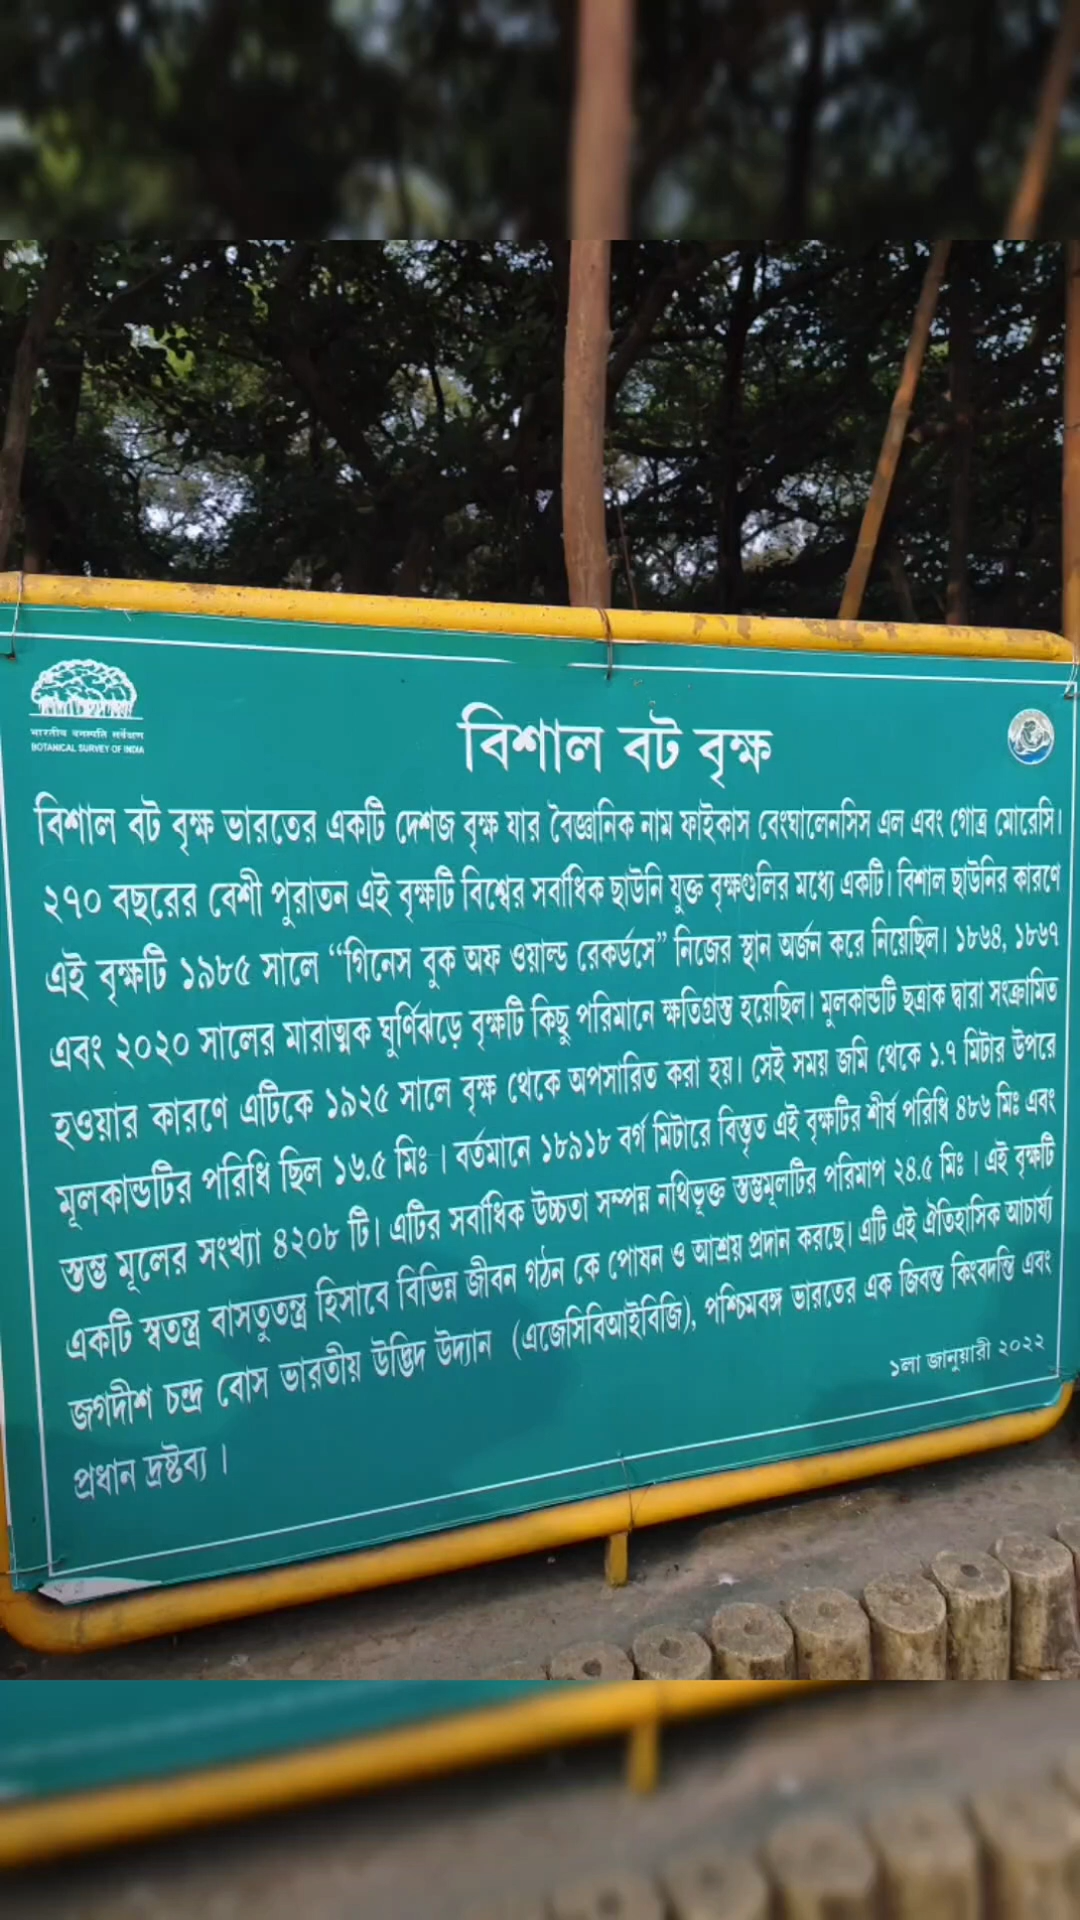 भारतीय वनस्पति सर्वेक्षण
BOTANICAL SURVEY OF INDIA
বিশাল বট বৃক্ষ
বিশাল বট বৃক্ষ ভারতের একটি দেশজ বৃক্ষ যার বৈজ্ঞানিক নাম ফাইকাস বেংঘালেনসিস এল এবং গোত্র মোরেসি।
২৭০ বছরের বেশী পুরাতন এই বৃক্ষটি বিশ্বের সর্বাধিক ছাউনি যুক্ত বৃক্ষগুলির মধ্যে একটি। বিশাল ছাউনির কারণে
এই বৃক্ষটি ১৯৮৫ সালে “গিনেস বুক অফ ওয়ার্ল্ড রেকর্ডসে” নিজের স্থান অর্জন করে নিয়েছিল। ১৮৬৪, ১৮৬৭
এবং ২০২০ সালের মারাত্মক ঘুর্ণিঝড়ে বৃক্ষটি কিছু পরিমানে ক্ষতিগ্রস্ত হয়েছিল। মুলকান্ডটি ছত্রাক দ্বারা সংক্রামিত
হওয়ার কারণে এটিকে ১৯২৫ সালে বৃক্ষ থেকে অপসারিত করা হয়। সেই সময় জমি থেকে ১.৭ মিটার উপরে
মূলকান্ডটির পরিধি ছিল ১৬.৫ মিঃ । বর্তমানে ১৮৯১৮ বর্গ মিটারে বিস্তৃত এই বৃক্ষটির শীর্ষ পরিধি ৪৮৬ মিঃ এবং
স্তম্ভ মূলের সংখ্যা ৪২০৮ টি। এটির সর্বাধিক উচ্চতা সম্পন্ন নথিভূক্ত স্তম্ভমূলটির পরিমাপ ২৪.৫ মিঃ । এই বৃক্ষটি
একটি স্বতন্ত্র বাসতুতন্ত্র হিসাবে বিভিন্ন জীবন গঠন কে পোষন ও আশ্রয় প্রদান করছে। এটি এই ঐতিহাসিক আচার্য্য
জগদীশ চন্দ্র বোস ভারতীয় উদ্ভিদ উদ্যান (এজেসিবিআইবিজি), পশ্চিমবঙ্গ ভারতের এক জিবন্ত কিংবদন্তি এবং
প্রধান দ্রষ্টব্য ।
১লা জানুয়ারী ২০২২